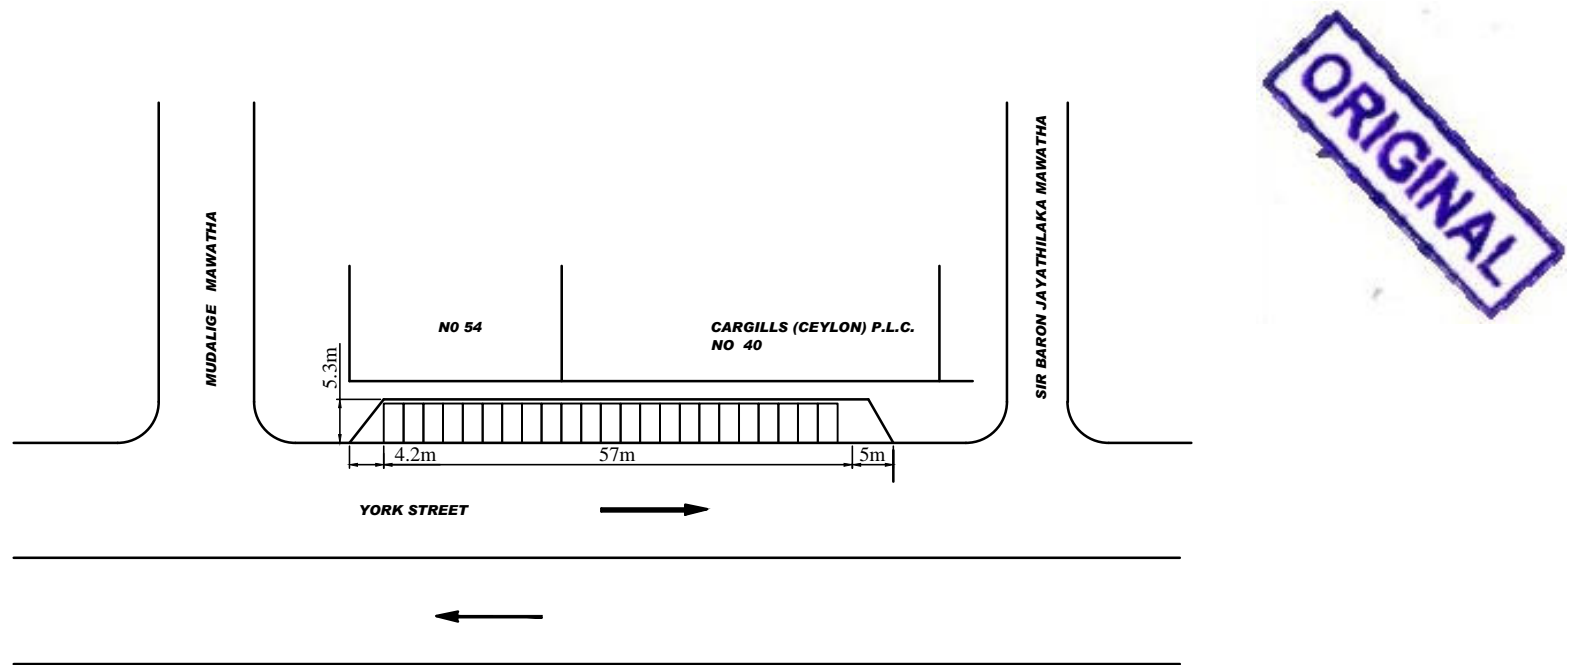 ORIGINAL
MUDALIGE MAWATHA
SIR BARON JAYATHILAKA MAWATHA
N0 54
CARGILLS (CEYLON) P.L.C.
NO 40
5.3m
4.2m
57m
5m
YORK STREET